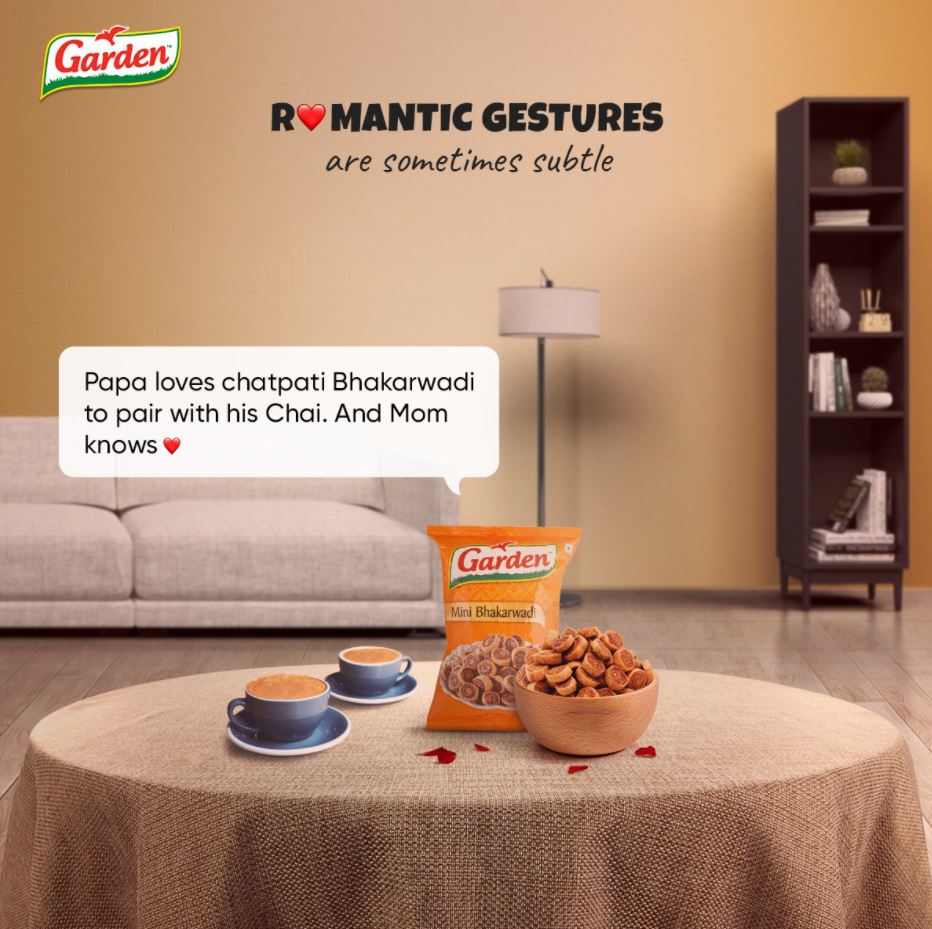 Garden
R❤️MANTIC GESTURES
are sometimes subtle
Papa loves chatpati Bhakarwadi
to pair with his Chai. And Mom
knows ❤️
Garden
Mini Bhakarwadi